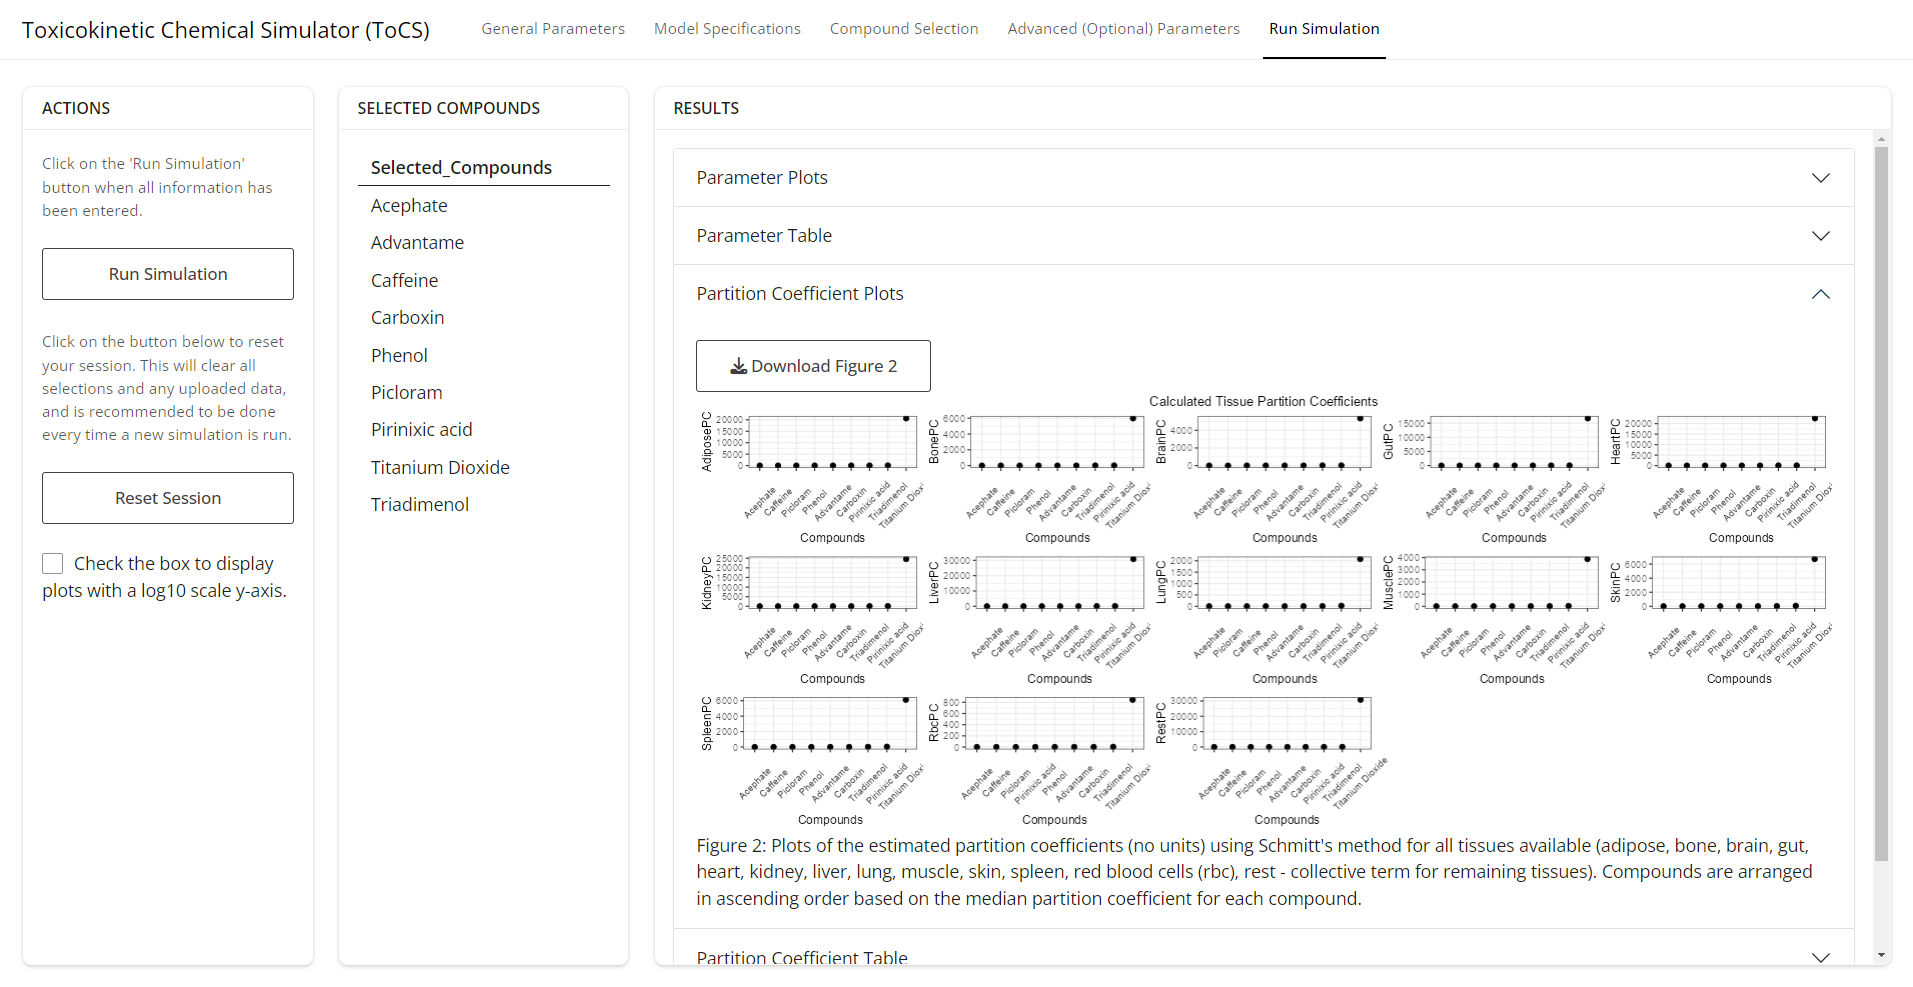 Toxicokinetic Chemical Simulator (ToCS)
General Parameters
Model Specifications
Compound Selection
Advanced (Optional) Parameters
Run Simulation
ACTIONS
Click on the 'Run Simulation'
button when all information has
been entered.
Run Simulation
Click on the button below to reset
your session. This will clear all
selections and any uploaded data,
and is recommended to be done
every time a new simulation is run.
Reset Session
Check the box to display
plots with a log10 scale y-axis.
SELECTED COMPOUNDS
Selected_Compounds
Acephate
Advantame
Caffeine
Carboxin
Phenol
Picloram
Pirinixic acid
Titanium Dioxide
Triadimenol
RESULTS
Parameter Plots
Parameter Table
Partition Coefficient Plots
Download Figure 2
Calculated Tissue Partition Coefficients
AdiposePC
20000
15000
10000
5000
0
Acephate
Caffeine
Picloram
Phenol
Advantame
Carboxin
Pirinixic acid
Triadimenol
Titanium Dioxi
Compounds
BonePC
6000
4000
2000
0
Acephate
Caffeine
Picloram
Phenol
Advantame
Carboxin
Triadimenol
Pirinixic acid
Titanium Dioxi
Compounds
BrainPC
4000
2000
0
Acephate
Caffeine
Picloram
Phenol
Advantame
Carboxin
Triadimenol
Pirinixic acid
Titanium Dioxi
Compounds
GutPC
15000
10000
5000
0
Acephate
Caffeine
Picloram
Phenol
Advantame
Carboxin
Pirinixic acid
Triadimenol
Titanium Dioxi
Compounds
HeartPC
20000
15000
10000
5000
0
Acephate
Caffeine
Picloram
Phenol
Advantame
Carboxin
Pirinixic acid
Triadimenol
Titanium Dioxi
Compounds
KidneyPC
25000
20000
15000
10000
5000
0
Acephate
Caffeine
Picloram
Phenol
Advantame
Carboxin
Triadimenol
Pirinixic acid
Titanium Dioxi
Compounds
LiverPC
30000
20000
10000
0
Acephate
Caffeine
Picloram
Phenol
Advantame
Carboxin
Triadimenol
Pirinixic acid
Titanium Dioxi
Compounds
LungPC
2000
1500
1000
500
0
Acephate
Picloram
Caffeine
Phenol
Advantame
Carboxin
Triadimenol
Pirinixic acid
Titanium Dioxi
Compounds
MusclePC
4000
3000
2000
1000
0
Acephate
Caffeine
Picloram
Phenol
Advantame
Carboxin
Triadimenol
Pirinixic acid
Titanium Dioxi
Compounds
SkinPC
6000
4000
2000
0
Acephate
Caffeine
Picloram
Phenol
Advantame
Carboxin
Triadimenol
Pirinixic acid
Titanium Dioxi
Compounds
SpleenPC
6000
4000
2000
0
Acephate
Caffeine
Picloram
Phenol
Advantame
Carboxin
Triadimenol
Pirinixic acid
Titanium Dioxi
Compounds
RbcPC
800
600
400
200
0
Acephate
Caffeine
Picloram
Pirinixic acid
Phenol
Advantame
Carboxin
Triadimenol
Titanium Dioxi
Compounds
RestPC
30000
20000
10000
0
Acephate
Caffeine
Picloram
Phenol
Advantame
Carboxin
Pirinixic acid
Triadimenol
Titanium Dioxide
Compounds
Figure 2: Plots of the estimated partition coefficients (no units) using Schmitt's method for all tissues available (adipose, bone, brain, gut,
heart, kidney, liver, lung, muscle, skin, spleen, red blood cells (rbc), rest - collective term for remaining tissues). Compounds are arranged
in ascending order based on the median partition coefficient for each compound.
Partition Coefficient Table